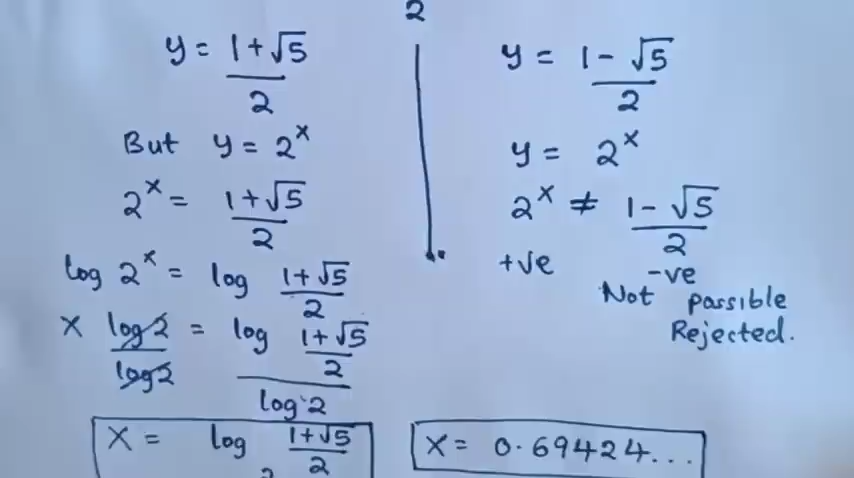 2
y = (1+√5)/2
But y = 2^x
2^x = (1+√5)/2
log 2^x = log (1+√5)/2
x log2/log2 = log (1+√5)/2 / log 2
x = log (1+√5)/2
2
y = (1-√5)/2
y = 2^x
2^x ≠ (1-√5)/2
+ve -ve
Not passible
Rejected.
x = 0.69424...